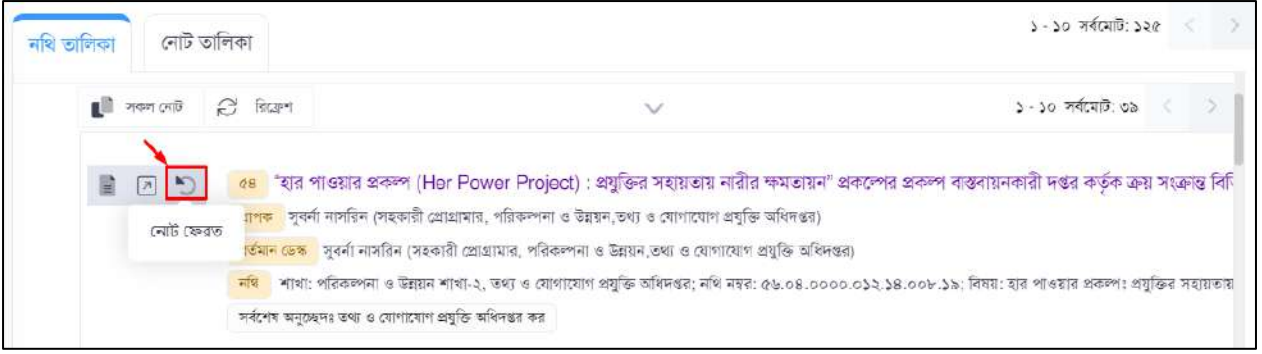 নথি তালিকা নোট তালিকা ১ - ১০ সর্বমোট: ১২৫
সকল নোট রিফ্রেশ ১ - ১০ সর্বমোট: ৩৯
৫৪ "হার পাওয়ার প্রকল্প (Her Power Project) : প্রযুক্তির সহায়তায় নারীর ক্ষমতায়ন" প্রকল্পের প্রকল্প বাস্তবায়নকারী দপ্তর কর্তৃক ক্রয় সংক্রান্ত
সুবর্না নাসরিন (সহকারী প্রোগ্রামার, পরিকল্পনা ও উন্নয়ন,তথ্য ও যোগাযোগ প্রযুক্তি অধিদপ্তর)
নোট ফেরত
ডেস্ক সুবর্না নাসরিন (সহকারী প্রোগ্রামার, পরিকল্পনা ও উন্নয়ন,তথ্য ও যোগাযোগ প্রযুক্তি অধিদপ্তর)
নথি শাখা: পরিকল্পনা ও উন্নয়ন শাখা-২, তথ্য ও যোগাযোগ প্রযুক্তি অধিদপ্তর; নথি নম্বর: ৫৬.০৪.০০০০.০১২.১৪.০০৮.১৯; বিষয়: হার পাওয়ার প্রকল্পঃ প্রযুক্তির সহায়তায়
সর্বশেষ অনুচ্ছেদঃ তথ্য ও যোগাযোগ প্রযুক্তি অধিদপ্তর কর